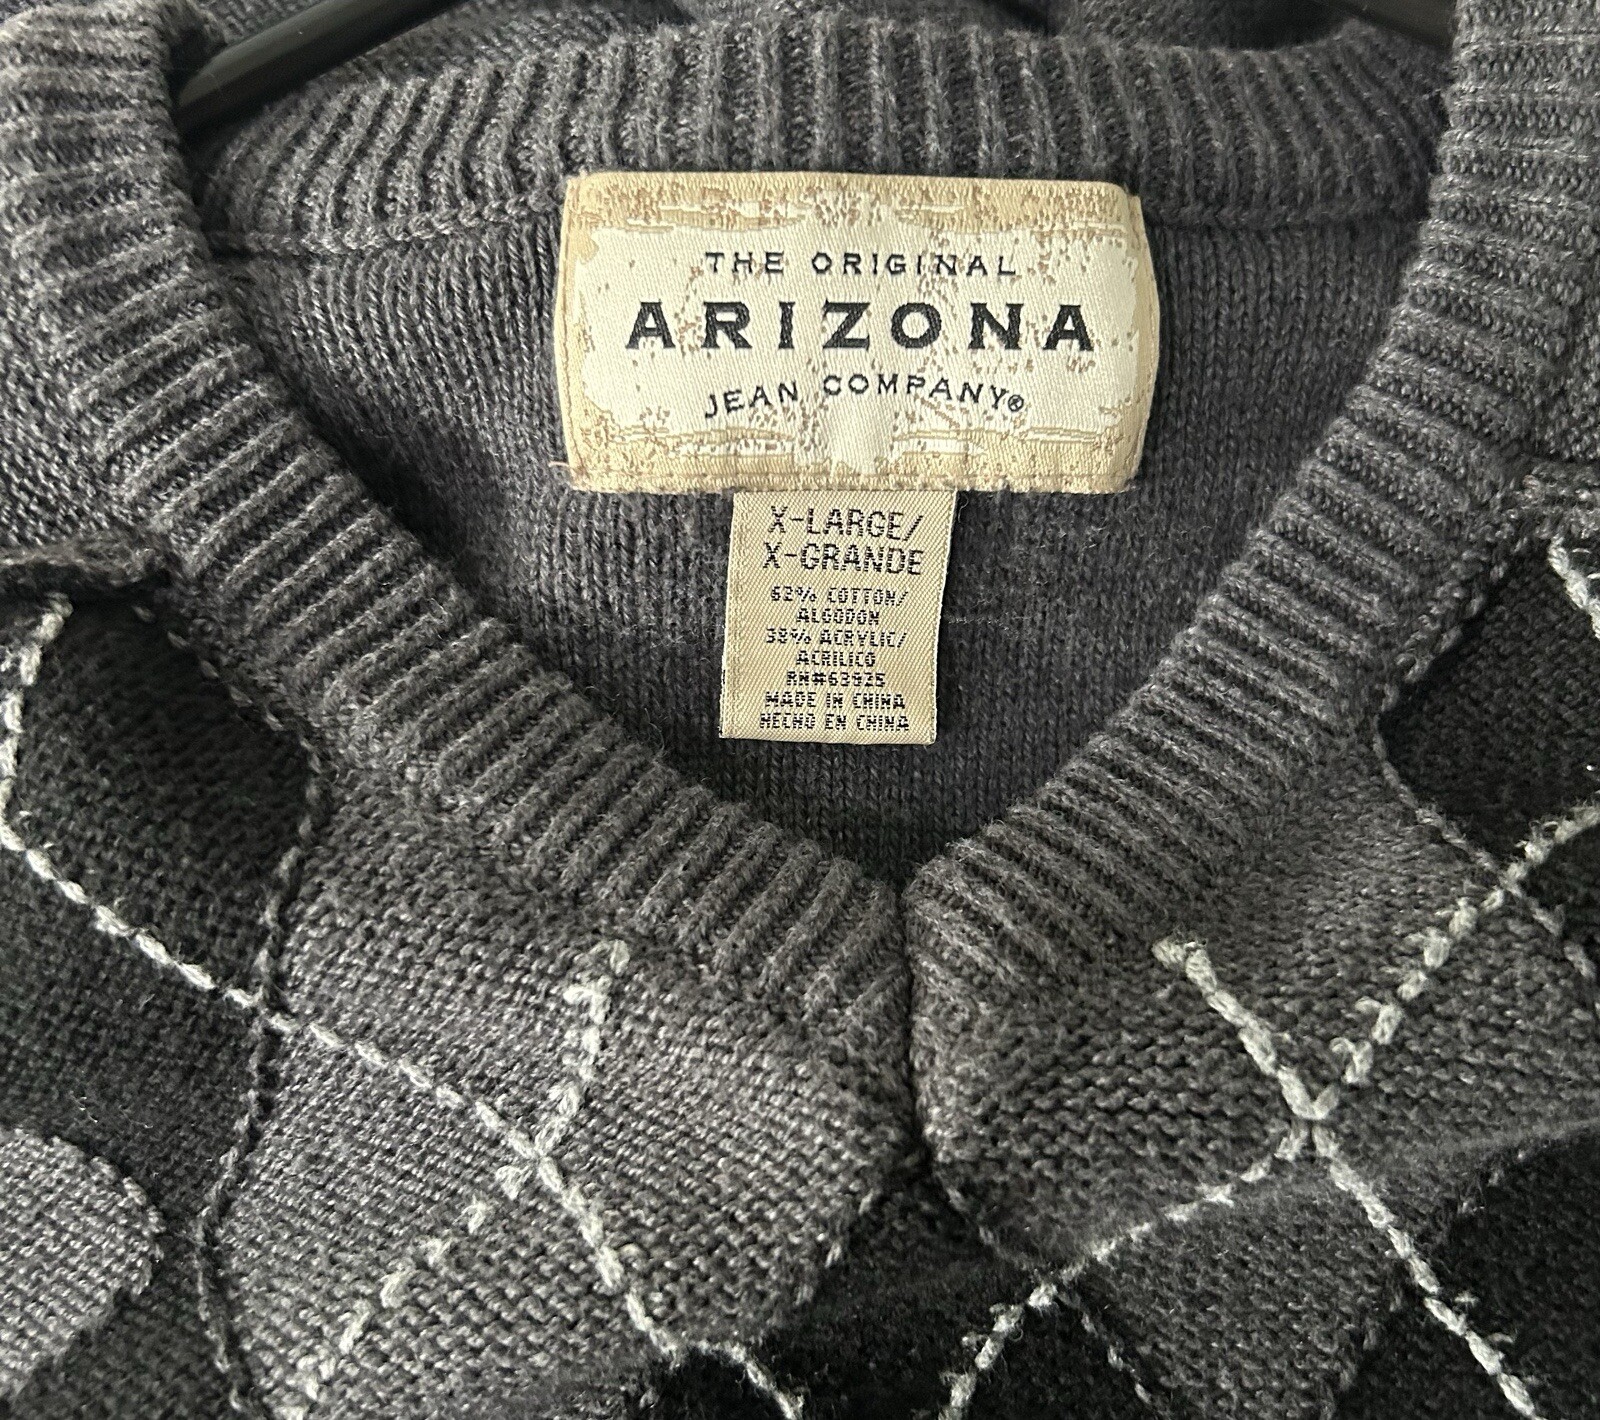 THE ORIGINAL
ARIZONA
JEAN COMPANY®
X-LARGE/
X-GRANDE
62% COTTON/
ALGODON
38% ACRYLIC/
ACRILICO
RN#63925
MADE IN CHINA
HECHO EN CHINA